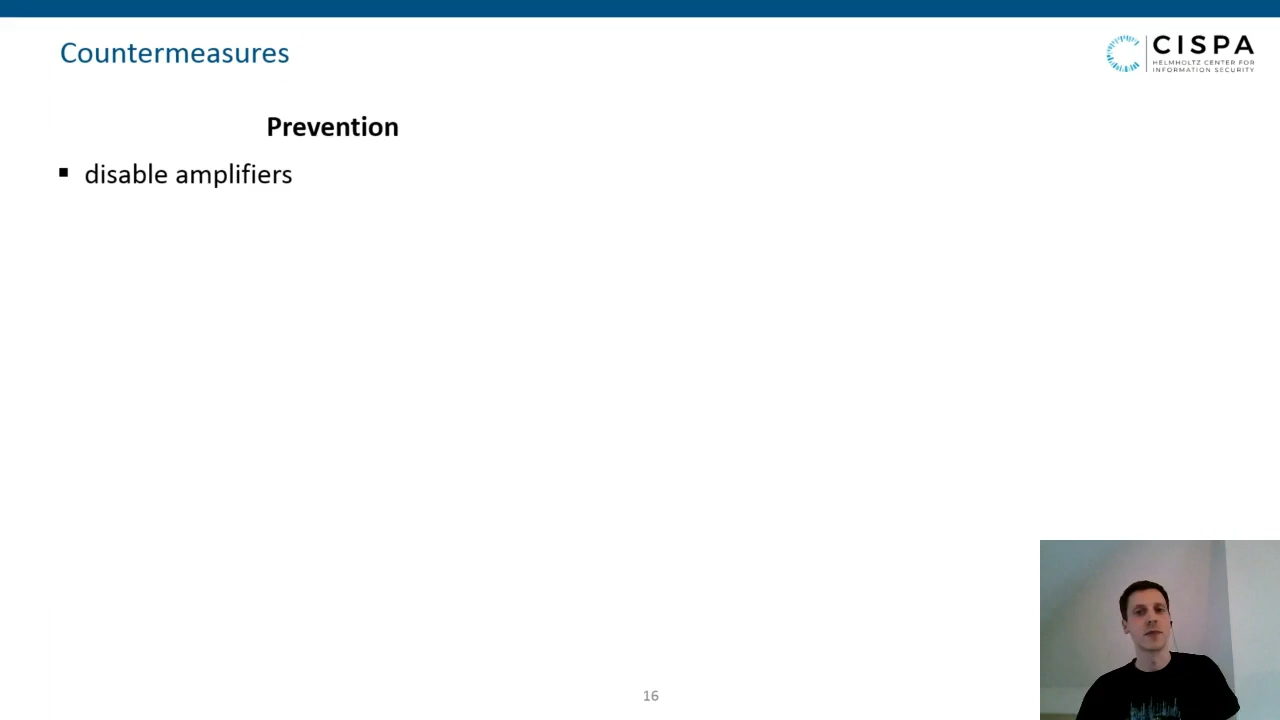 Countermeasures
CISPA
HELMHOLTZ CENTER FOR
INFORMATION SECURITY
Prevention
▪ disable amplifiers
16